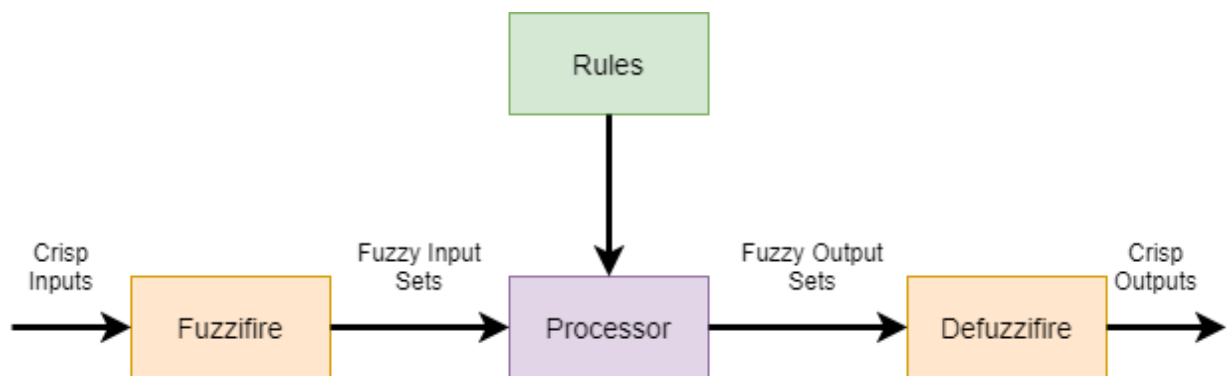 Rules
Crisp
Inputs
Fuzzy Input
Sets
Fuzzy Output
Sets
Crisp
Outputs
Fuzzifire
Processor
Defuzzifire